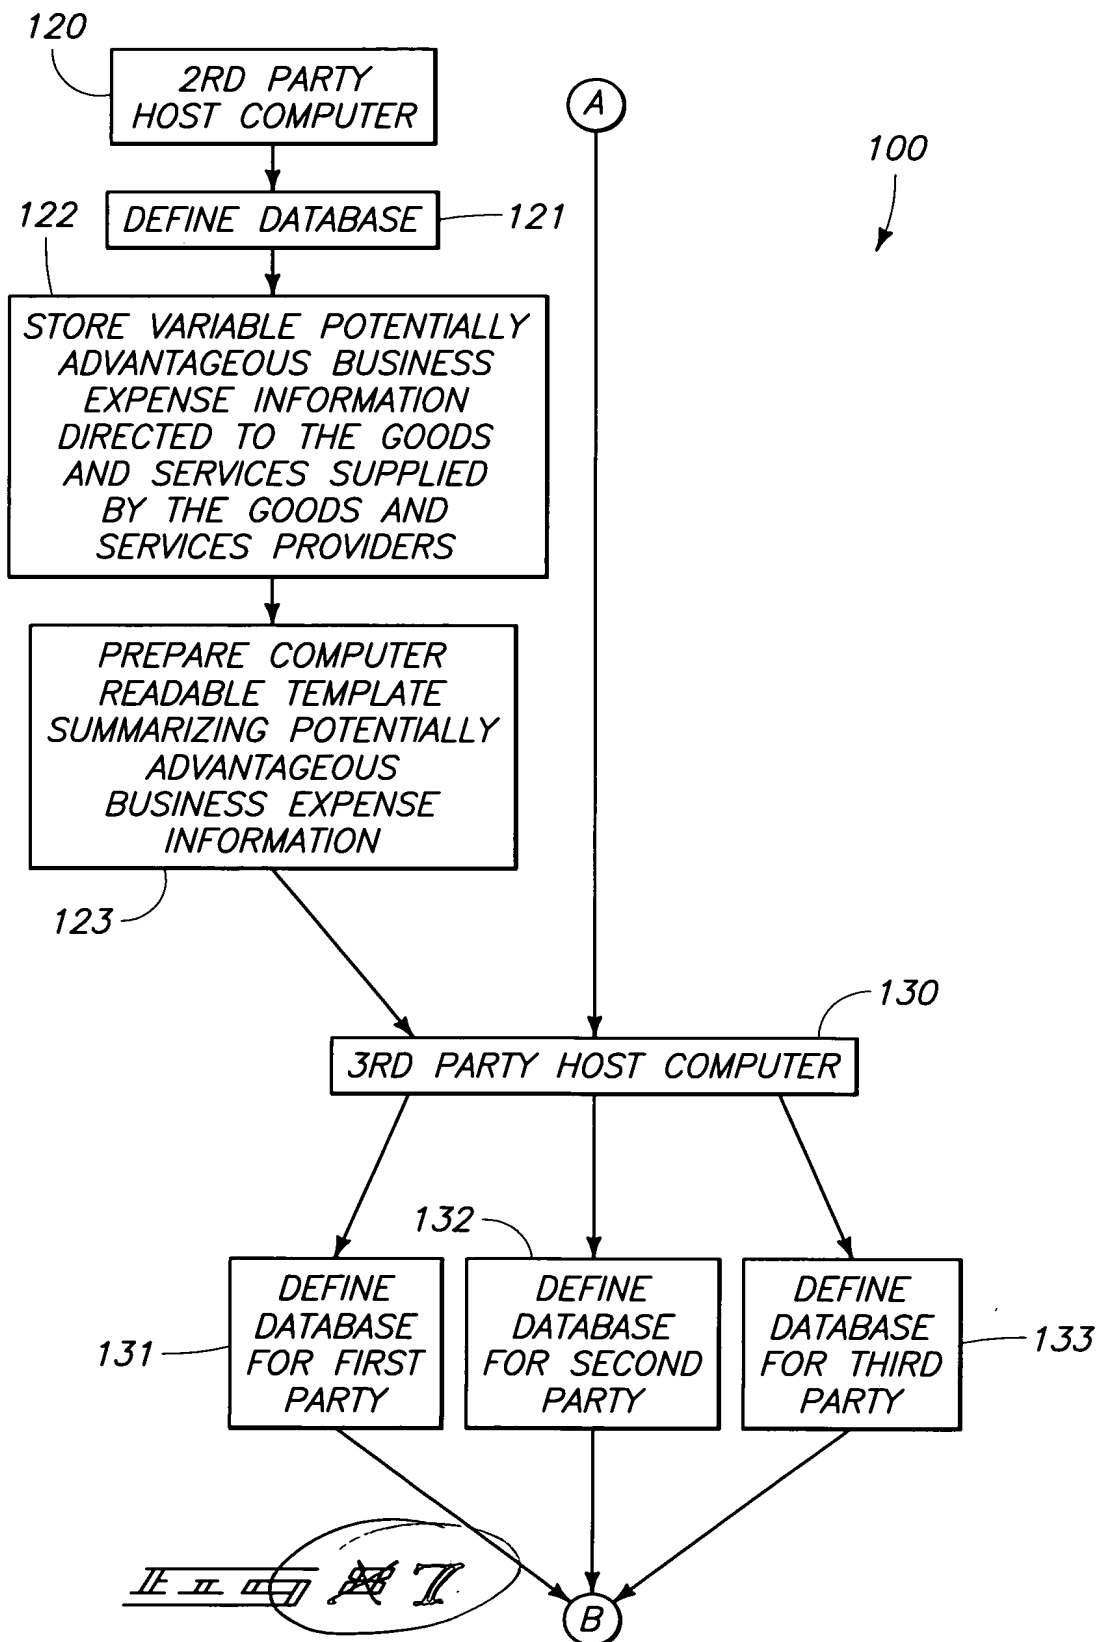 120
2RD PARTY
HOST COMPUTER
A
100
DEFINE DATABASE
121
122
STORE VARIABLE POTENTIALLY
ADVANTAGEOUS BUSINESS
EXPENSE INFORMATION
DIRECTED TO THE GOODS
AND SERVICES SUPPLIED
BY THE GOODS AND
SERVICES PROVIDERS
PREPARE COMPUTER
READABLE TEMPLATE
SUMMARIZING POTENTIALLY
ADVANTAGEOUS
BUSINESS EXPENSE
INFORMATION
123
130
3RD PARTY HOST COMPUTER
131
DEFINE
DATABASE
FOR FIRST
PARTY
132
DEFINE
DATABASE
FOR SECOND
PARTY
DEFINE
DATABASE
FOR THIRD
PARTY
133
Fig 7
B